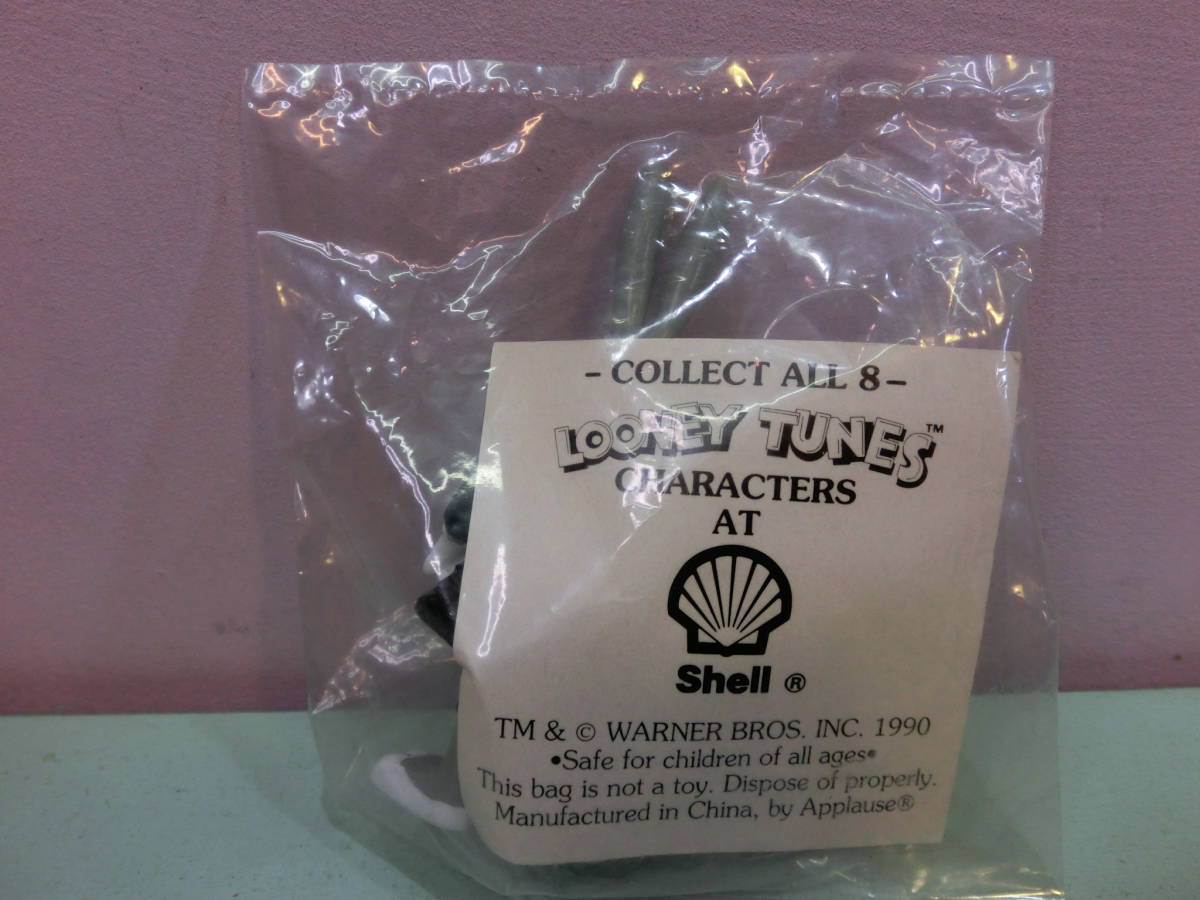 - COLLECT ALL 8 -
LOONEY TUNES™
CHARACTERS
AT
Shell ®
TM & © WARNER BROS. INC. 1990
•Safe for children of all ages•
This bag is not a toy. Dispose of properly.
Manufactured in China, by Applause®